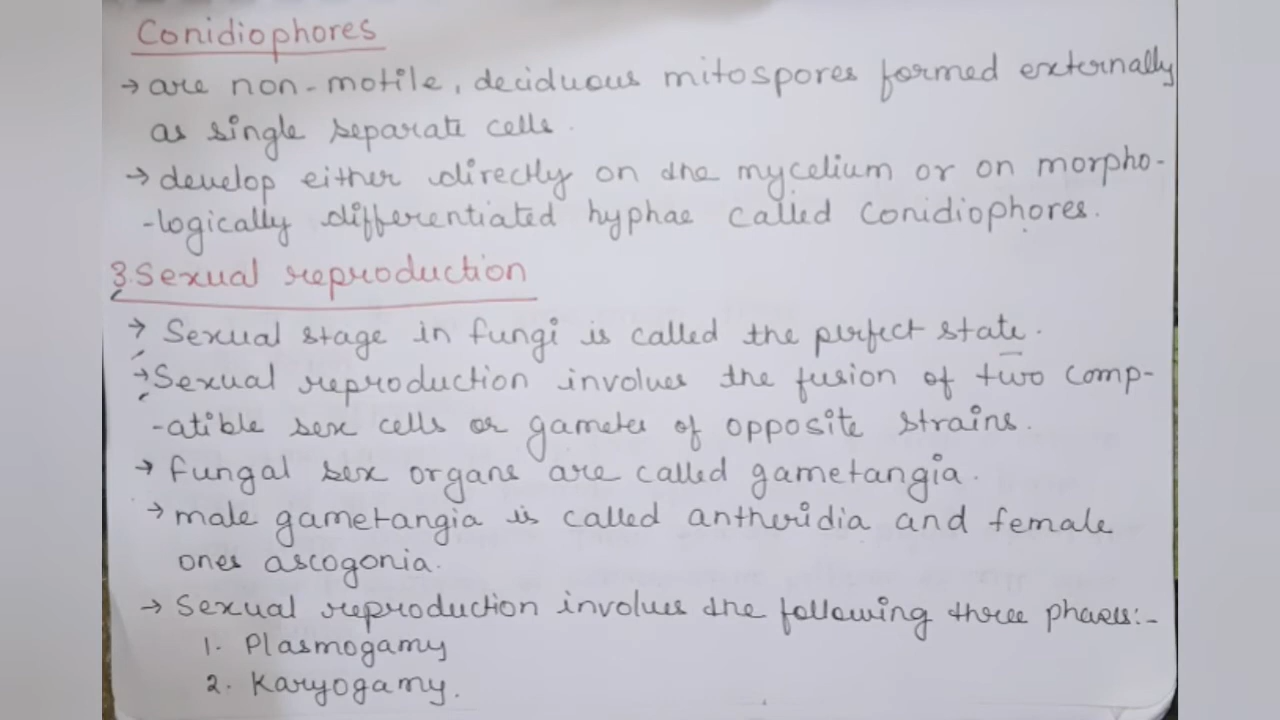 Conidiophores
→ are non-motile, deciduous mitospores formed externally
as single separate cells.
→ develop either directly on the mycelium or on morpho-
-logically differentiated hyphae called conidiophores.
3. Sexual reproduction
→ Sexual stage in fungi is called the perfect state.
→ Sexual reproduction involves the fusion of two comp-
-atible sex cells or gametes of opposite strains.
→ fungal sex organs are called gametangia.
→ male gametangia is called antheridia and female
ones ascogonia.
→ Sexual reproduction involves the following three phases:-
1. Plasmogamy
2. Karyogamy.